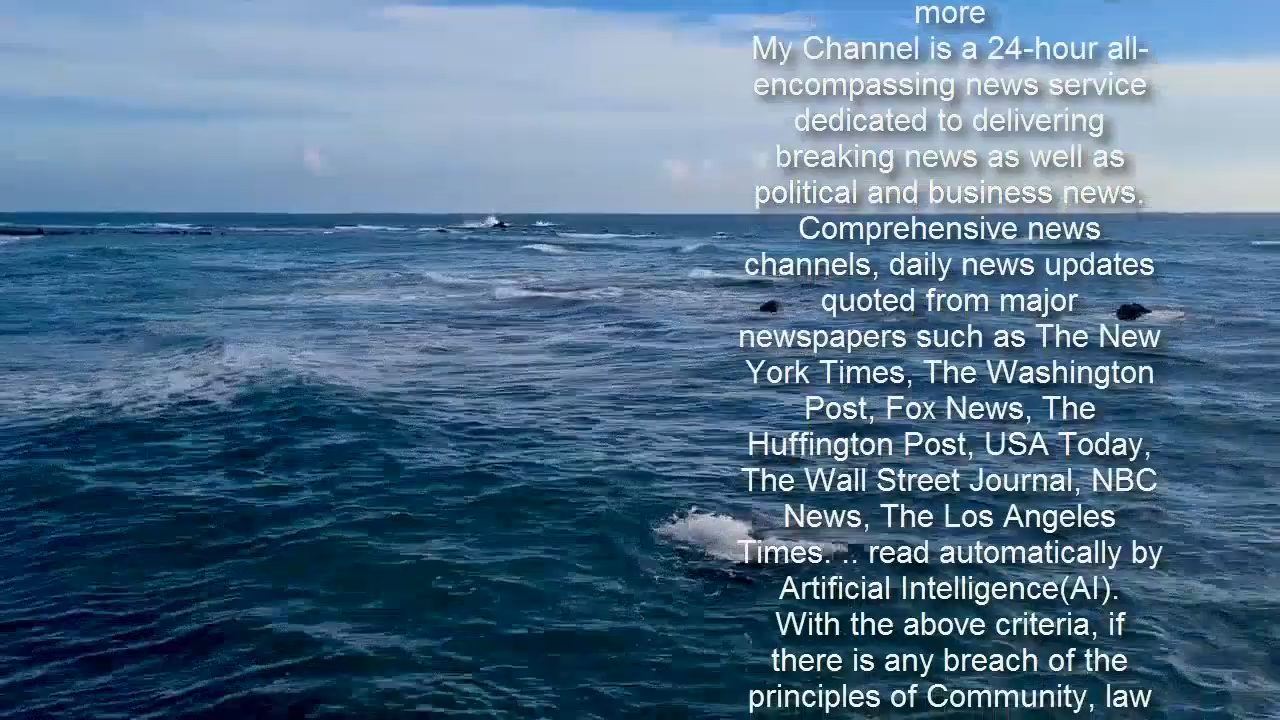 more
My Channel is a 24-hour all-
encompassing news service
dedicated to delivering
breaking news as well as
political and business news.
Comprehensive news
channels, daily news updates
quoted from major
newspapers such as The New
York Times, The Washington
Post, Fox News, The
Huffington Post, USA Today,
The Wall Street Journal, NBC
News, The Los Angeles
Times. .. read automatically by
Artificial Intelligence(AI).
With the above criteria, if
there is any breach of the
principles of Community, law